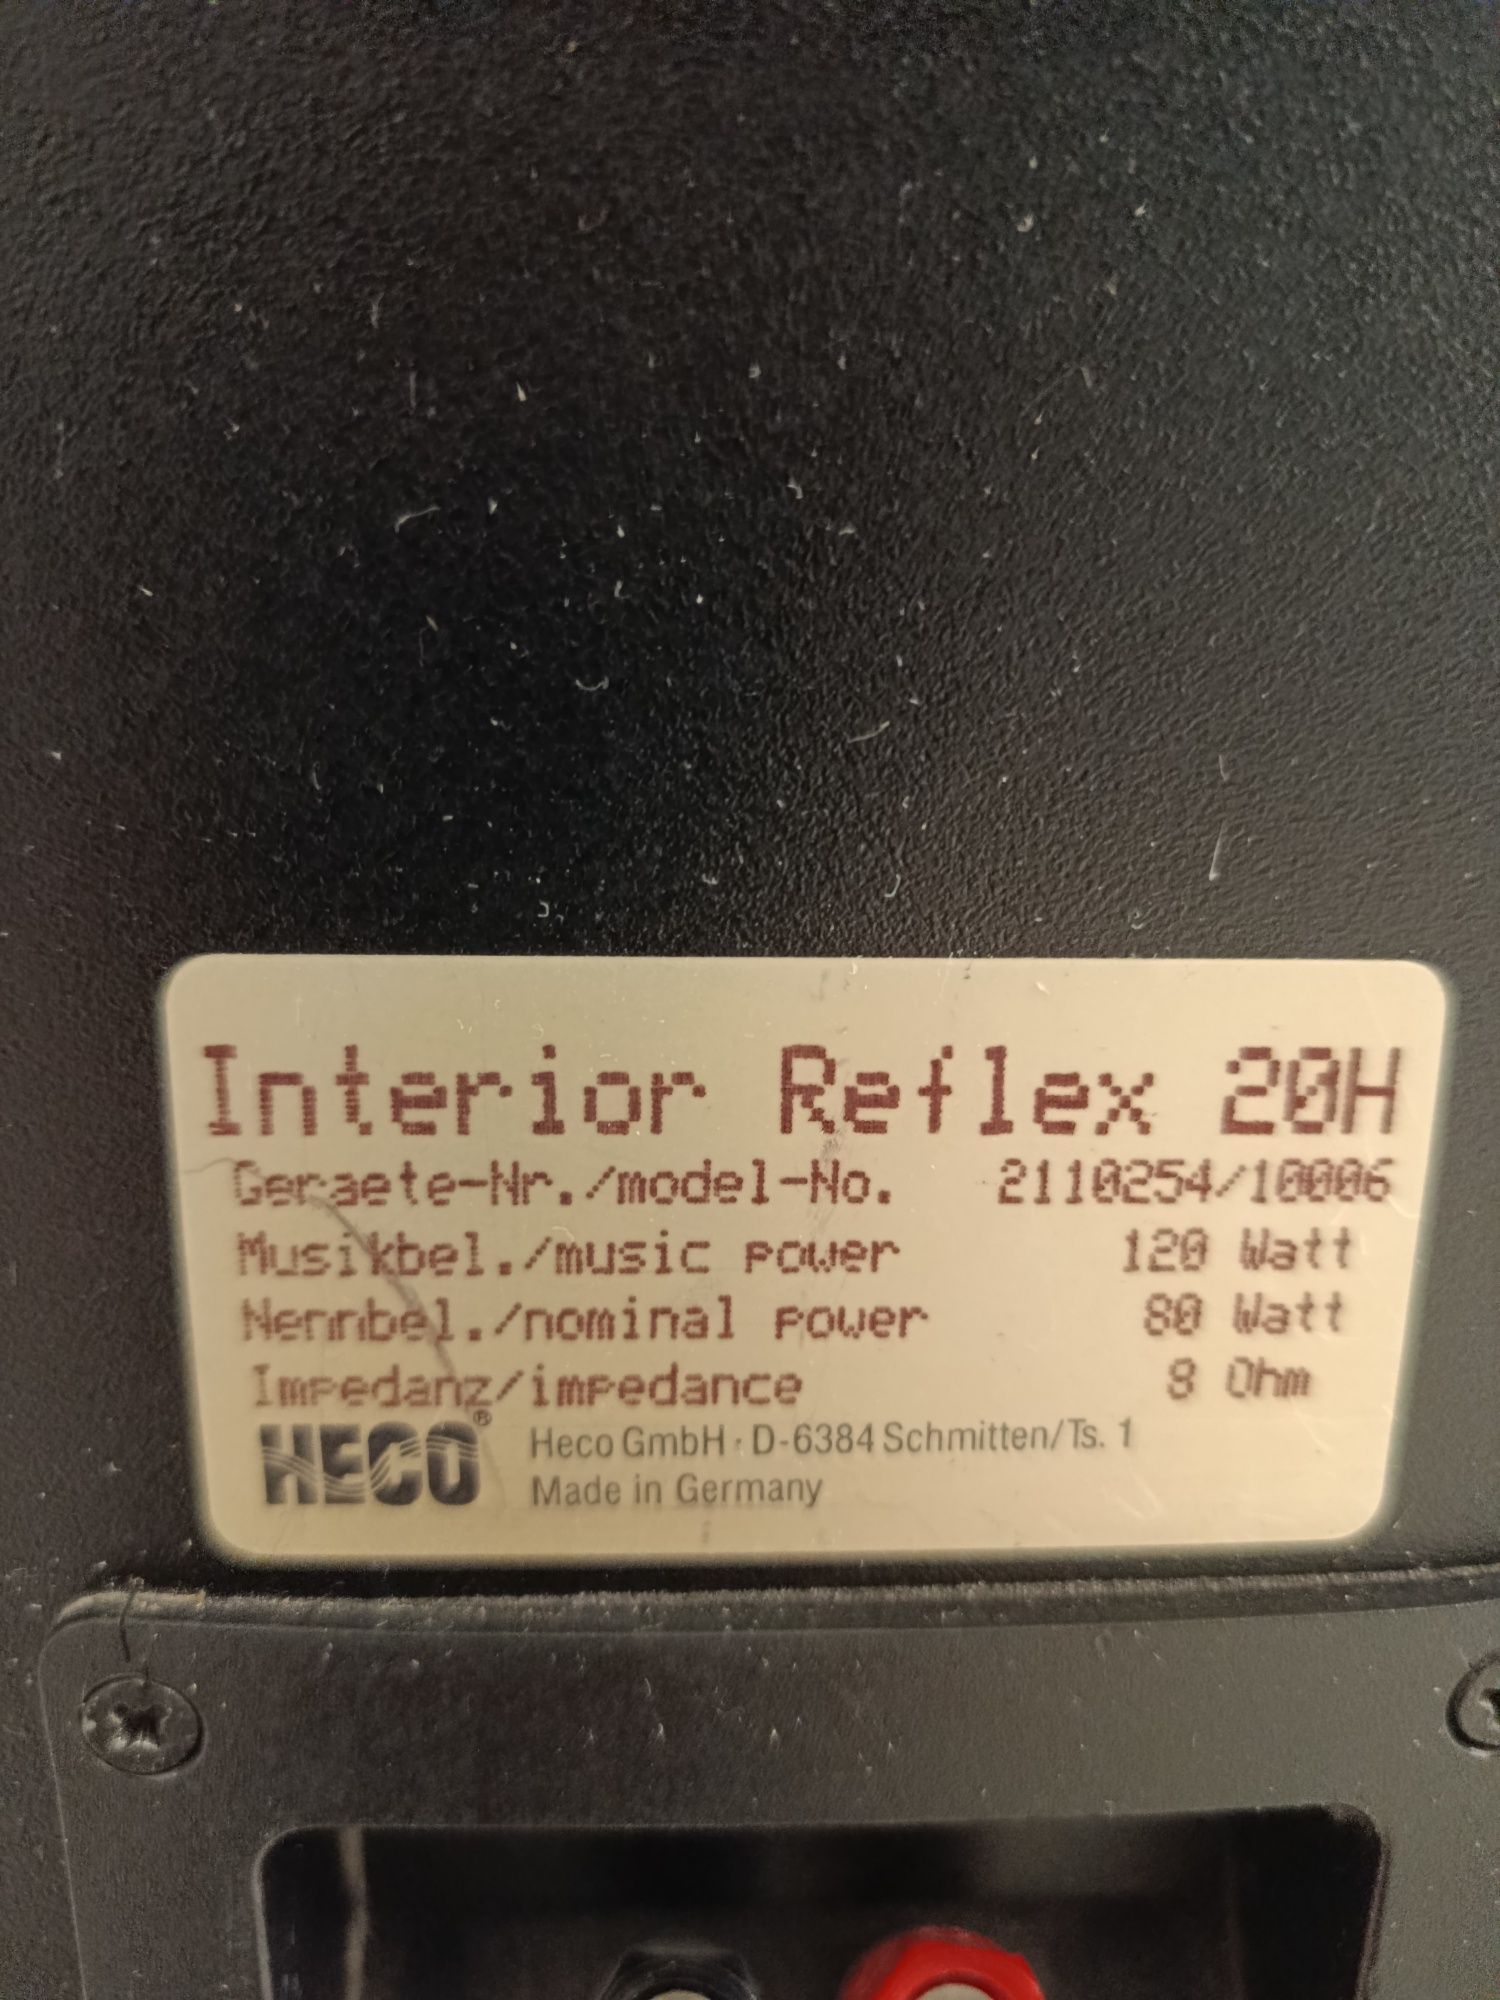 Interior Reflex 20H
Geraete-Nr./model-No. 2110254/10006
Musikbel./music power 120 Watt
Nennbel./nominal power 80 Watt
Impedanz/impedance 8 Ohm
HECO® Heco GmbH · D-6384 Schmitten/Ts. 1
Made in Germany